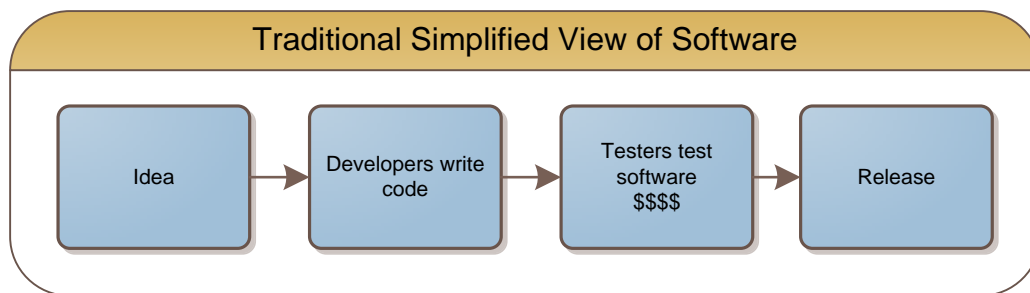 Traditional Simplified View of Software
Idea
Developers write
code
Testers test
software
$$$$
Release